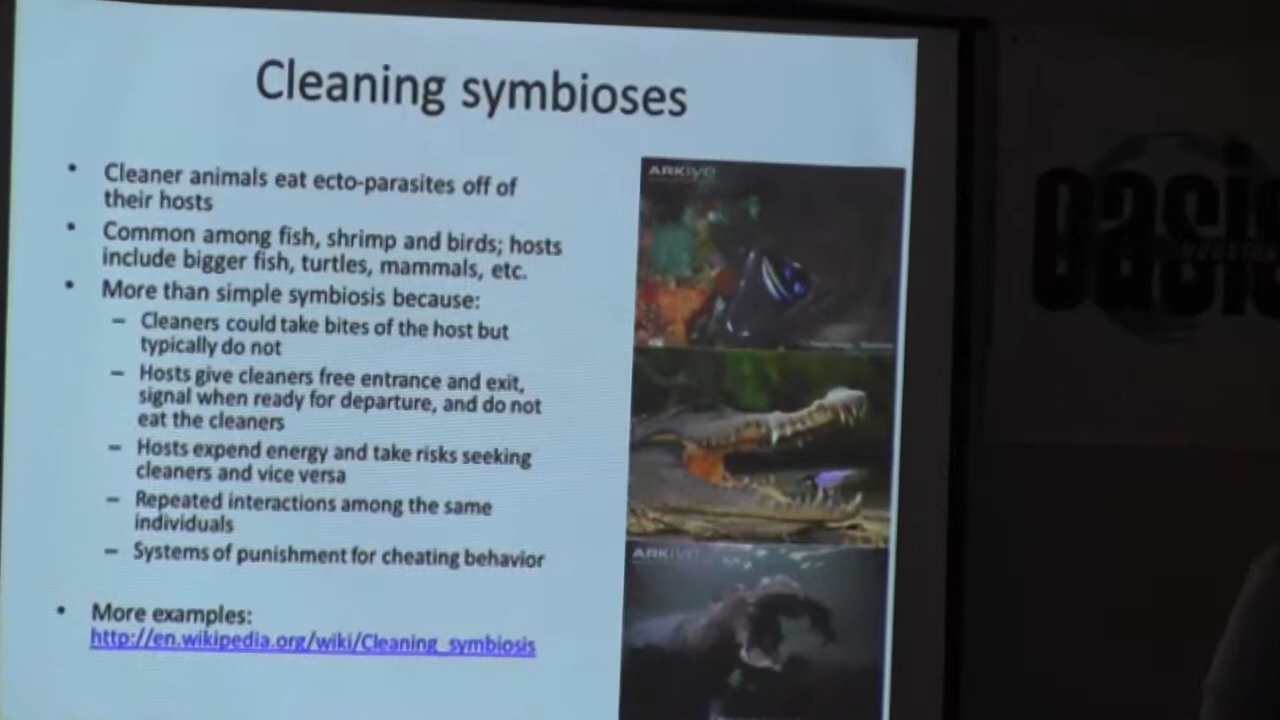 Cleaning symbioses
• Cleaner animals eat ecto-parasites off of
their hosts
• Common among fish, shrimp and birds; hosts
include bigger fish, turtles, mammals, etc.
• More than simple symbiosis because:
– Cleaners could take bites of the host but
typically do not
– Hosts give cleaners free entrance and exit,
signal when ready for departure, and do not
eat the cleaners
– Hosts expend energy and take risks seeking
cleaners and vice versa
– Repeated interactions among the same
individuals
– Systems of punishment for cheating behavior
• More examples:
http://en.wikipedia.org/wiki/Cleaning_symbiosis
ARKIVE
ARKIVE
oasis